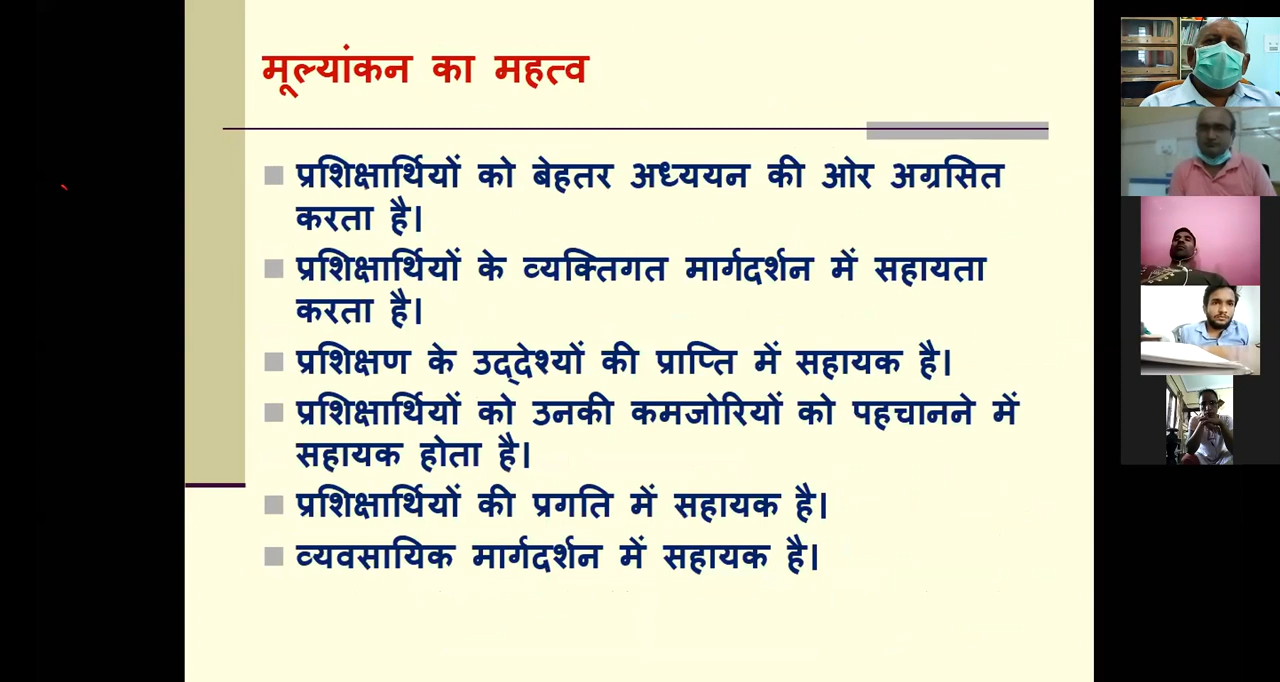 मूल्यांकन का महत्व
प्रशिक्षार्थियों को बेहतर अध्ययन की ओर अग्रसित
करता है।
प्रशिक्षार्थियों के व्यक्तिगत मार्गदर्शन में सहायता
करता है।
प्रशिक्षण के उद्देश्यों की प्राप्ति में सहायक है।
प्रशिक्षार्थियों को उनकी कमजोरियों को पहचानने में
सहायक होता है।
प्रशिक्षार्थियों की प्रगति में सहायक है।
व्यवसायिक मार्गदर्शन में सहायक है।